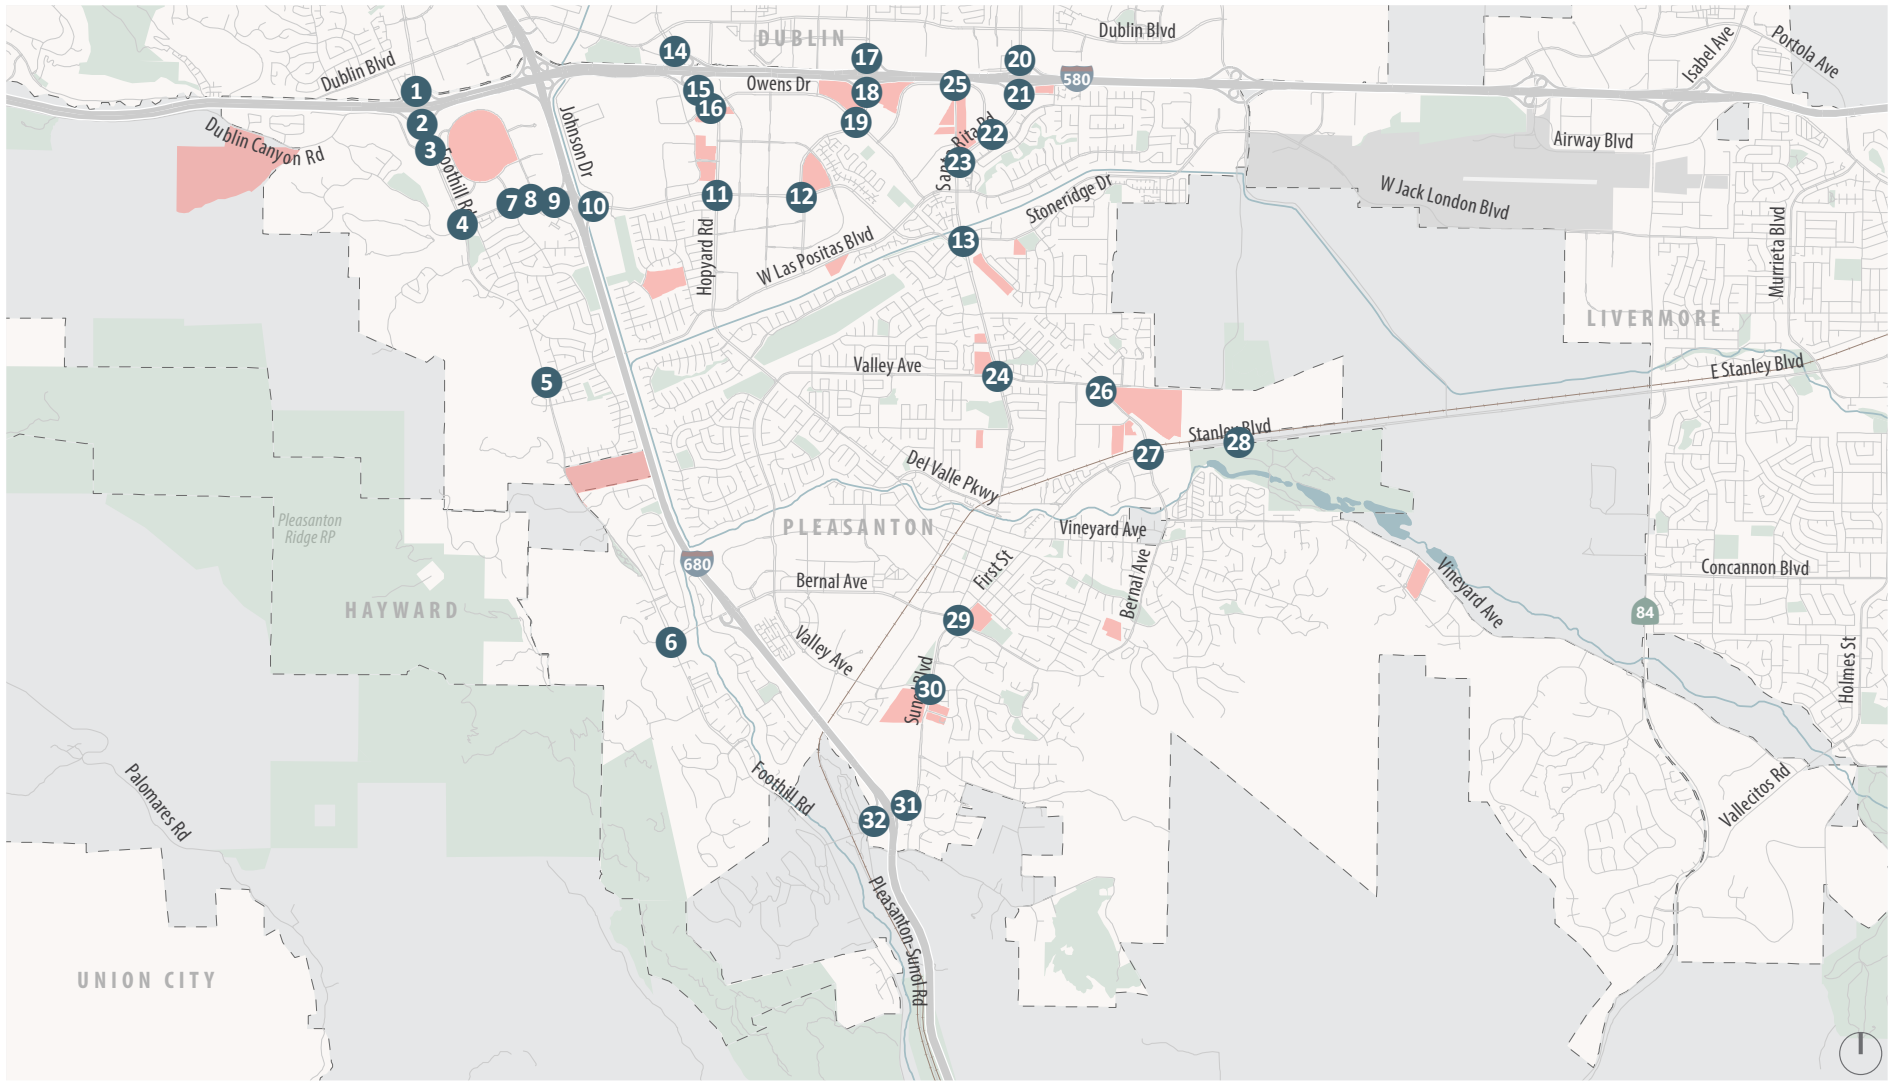 DUBLIN
Dublin Blvd
Portola Ave
Isabel Ave
Dublin Blvd
14
17
20
580
1
15
Owens Dr
18
25
21
16
2
19
22
Airway Blvd
Dublin Canyon Rd
3
Johnson Dr
Santa Rita Rd
23
Foothill Rd
W Jack London Blvd
7
8
9
10
11
12
Stoneridge Dr
4
13
Murrieta Blvd
Hopyard Rd
W Las Positas Blvd
LIVERMORE
Valley Ave
24
E Stanley Blvd
5
26
Stanley Blvd
28
27
Del Valle Pkwy
Pleasanton
Ridge RP
PLEASANTON
Vineyard Ave
680
First St
Bernal Ave
Bernal Ave
Vineyard Ave
Concannon Blvd
HAYWARD
84
29
6
Valley Ave
Holmes St
30
Sunol Blvd
Foothill Rd
Vallecitos Rd
Palomares Rd
31
32
Pleasanton-Sunol Rd
UNION CITY